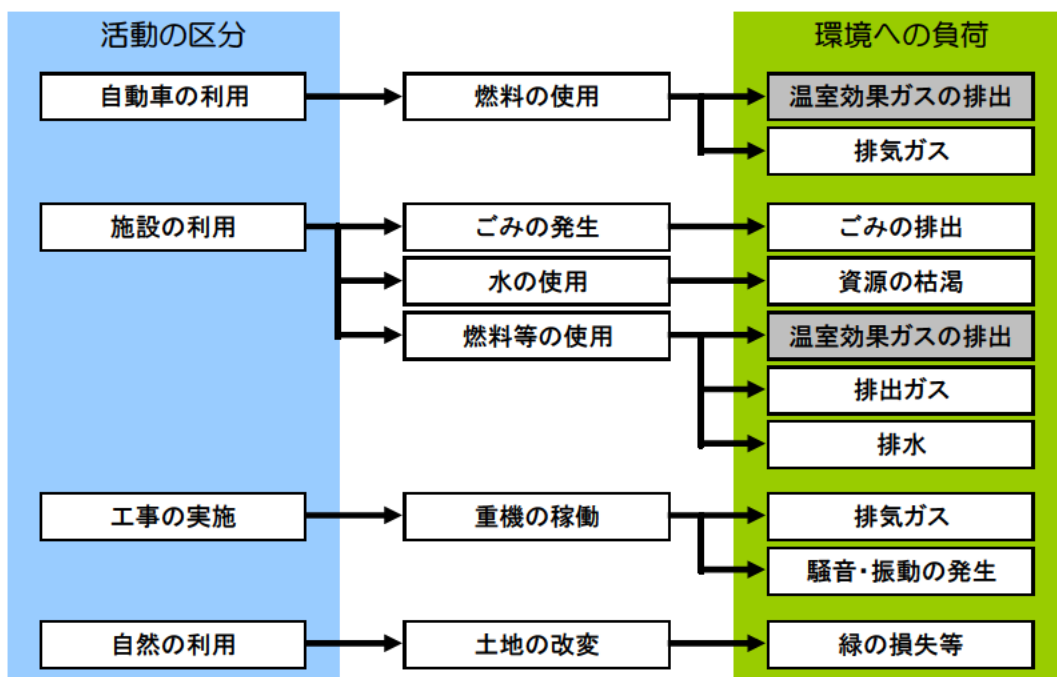 活動の区分
環境への負荷
自動車の利用
燃料の使用
温室効果ガスの排出
排気ガス
施設の利用
ごみの発生
ごみの排出
水の使用
資源の枯渇
燃料等の使用
温室効果ガスの排出
排出ガス
排水
工事の実施
重機の稼働
排気ガス
騒音・振動の発生
自然の利用
土地の改変
緑の損失等